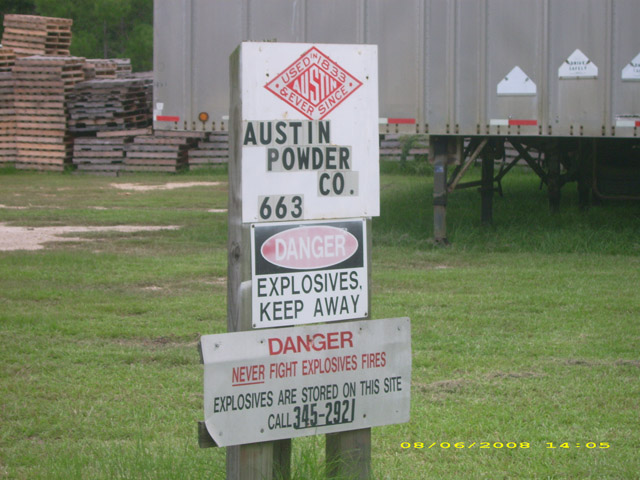 USED IN 1833
AUSTIN
& EVER SINCE
AUSTIN
POWDER
CO.
663
DANGER
EXPLOSIVES,
KEEP AWAY
DANGER
NEVER FIGHT EXPLOSIVES FIRES
EXPLOSIVES ARE STORED ON THIS SITE
CALL 345-2921
08/06/2008 14:05